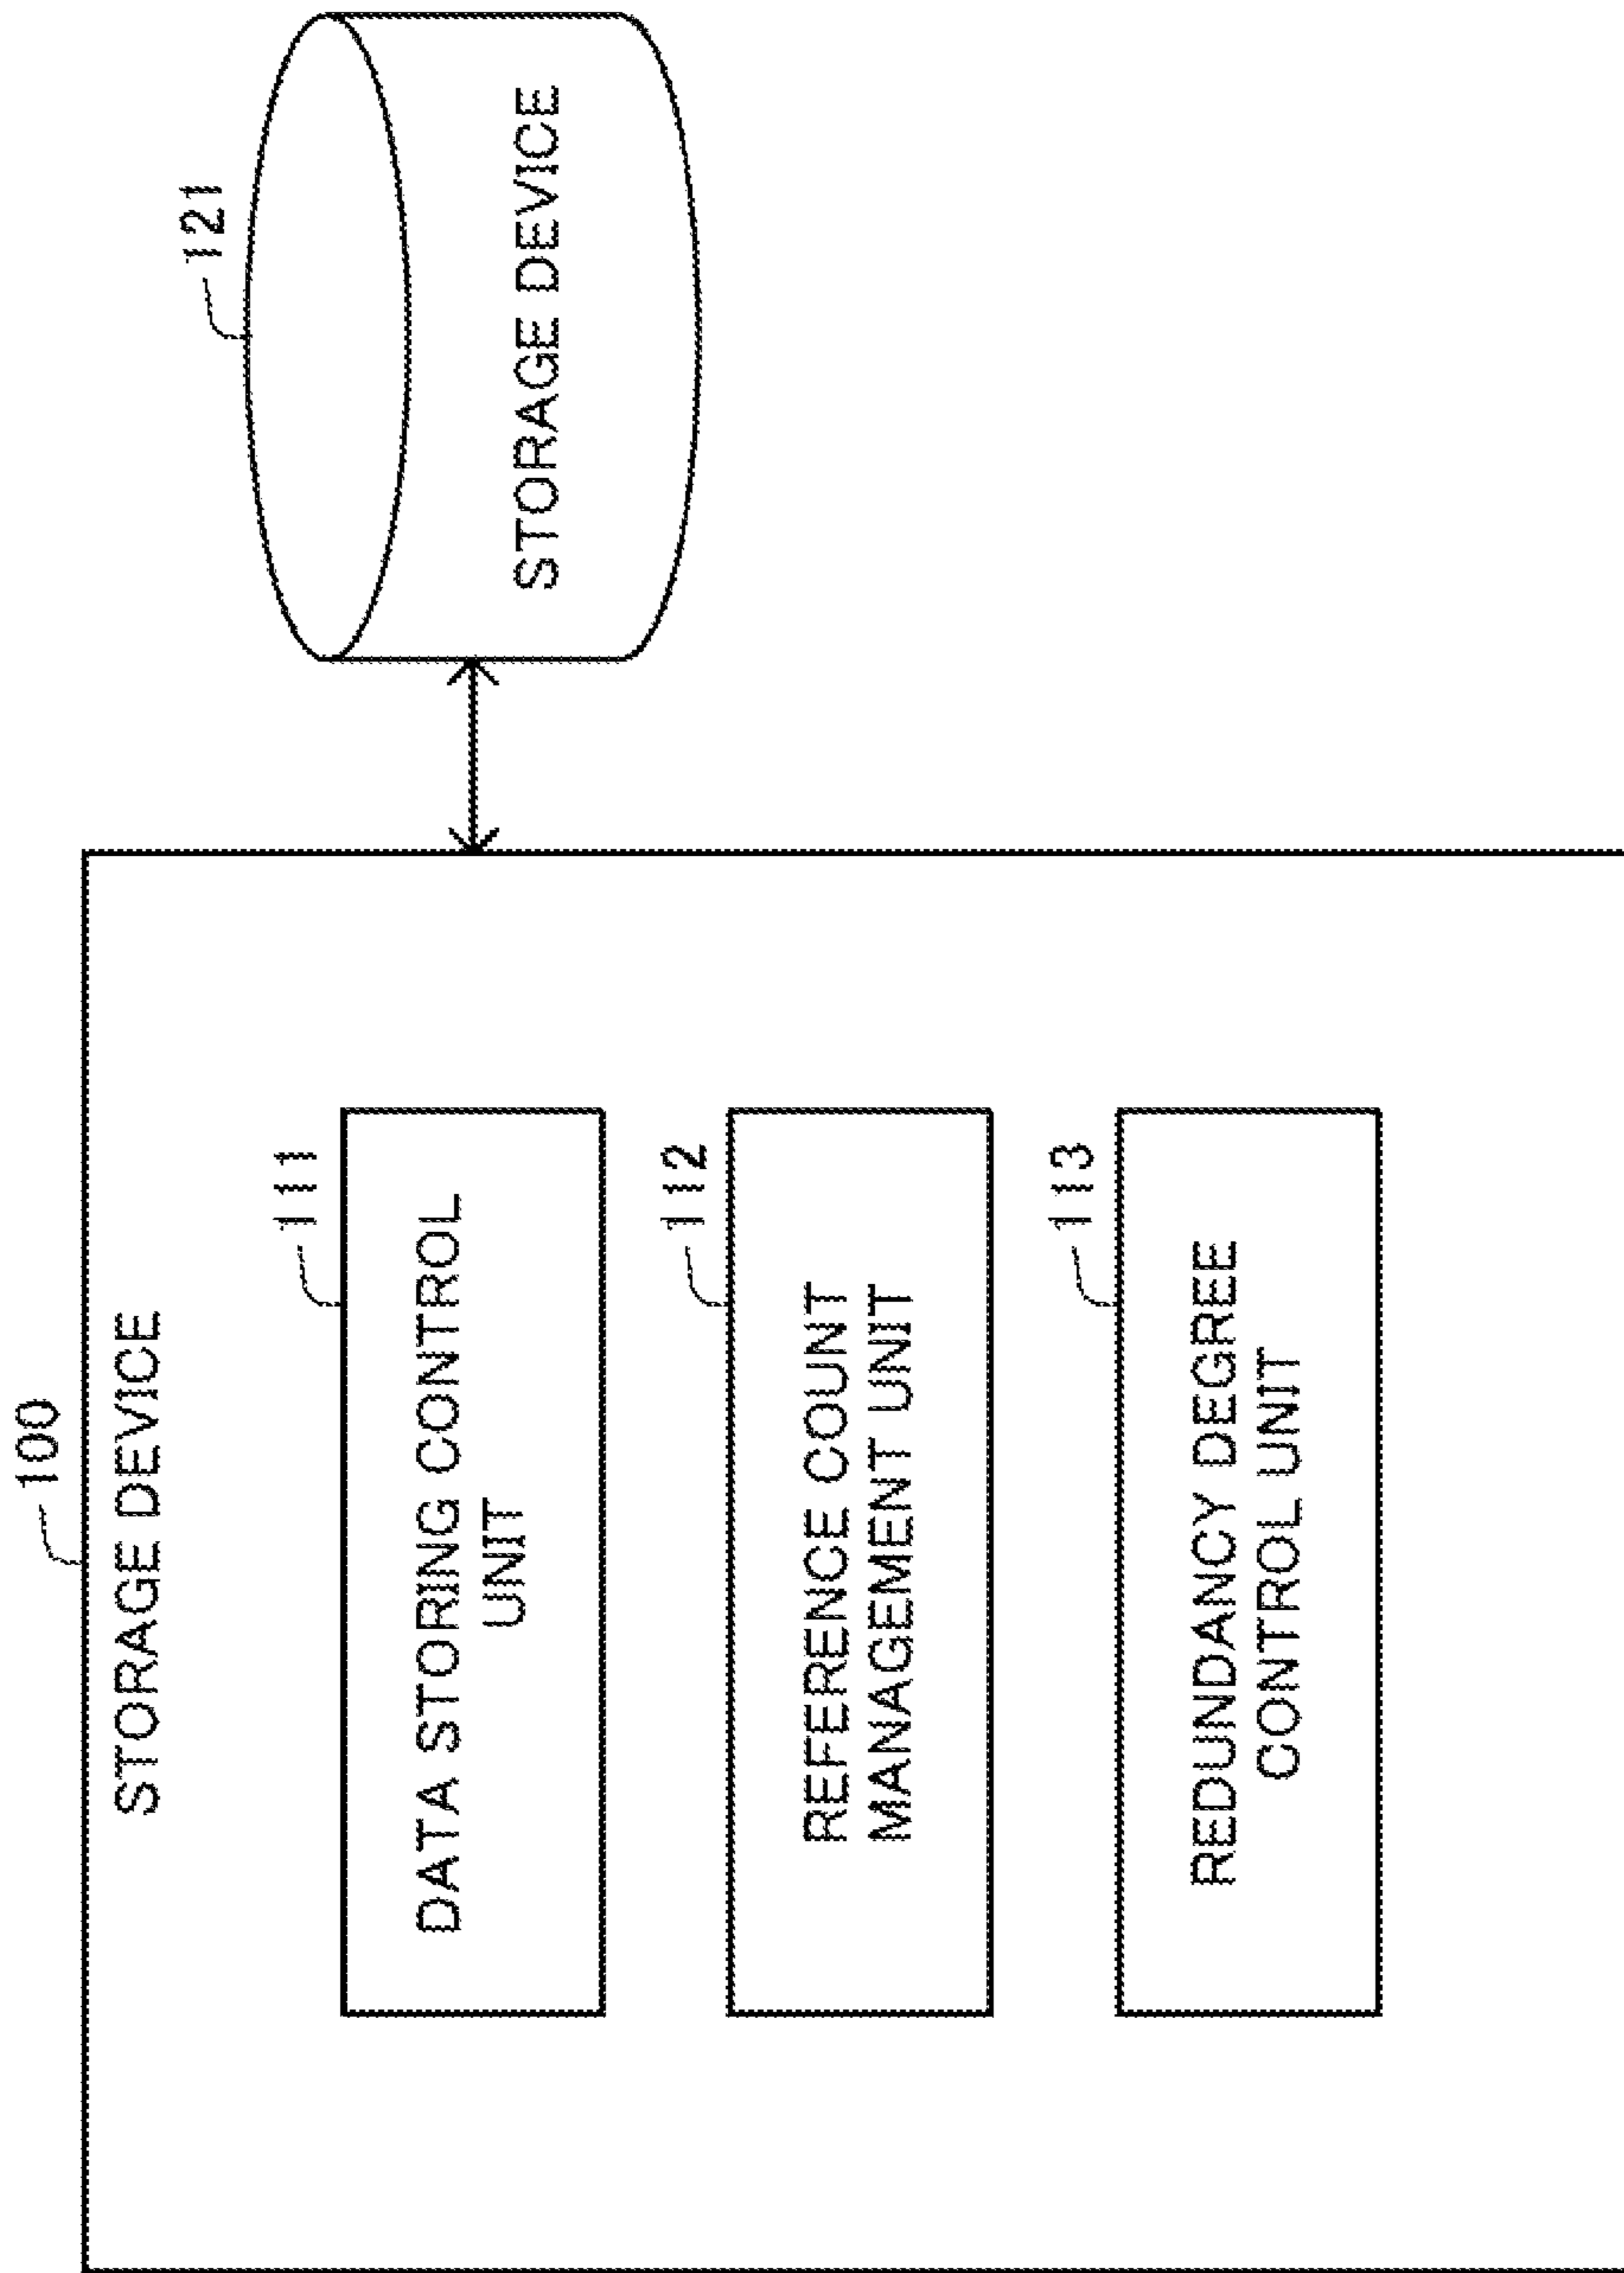 100
STORAGE DEVICE
111
DATA STORING CONTROL
UNIT
112
REFERENCE COUNT
MANAGEMENT UNIT
113
REDUNDANCY DEGREE
CONTROL UNIT
121
STORAGE DEVICE